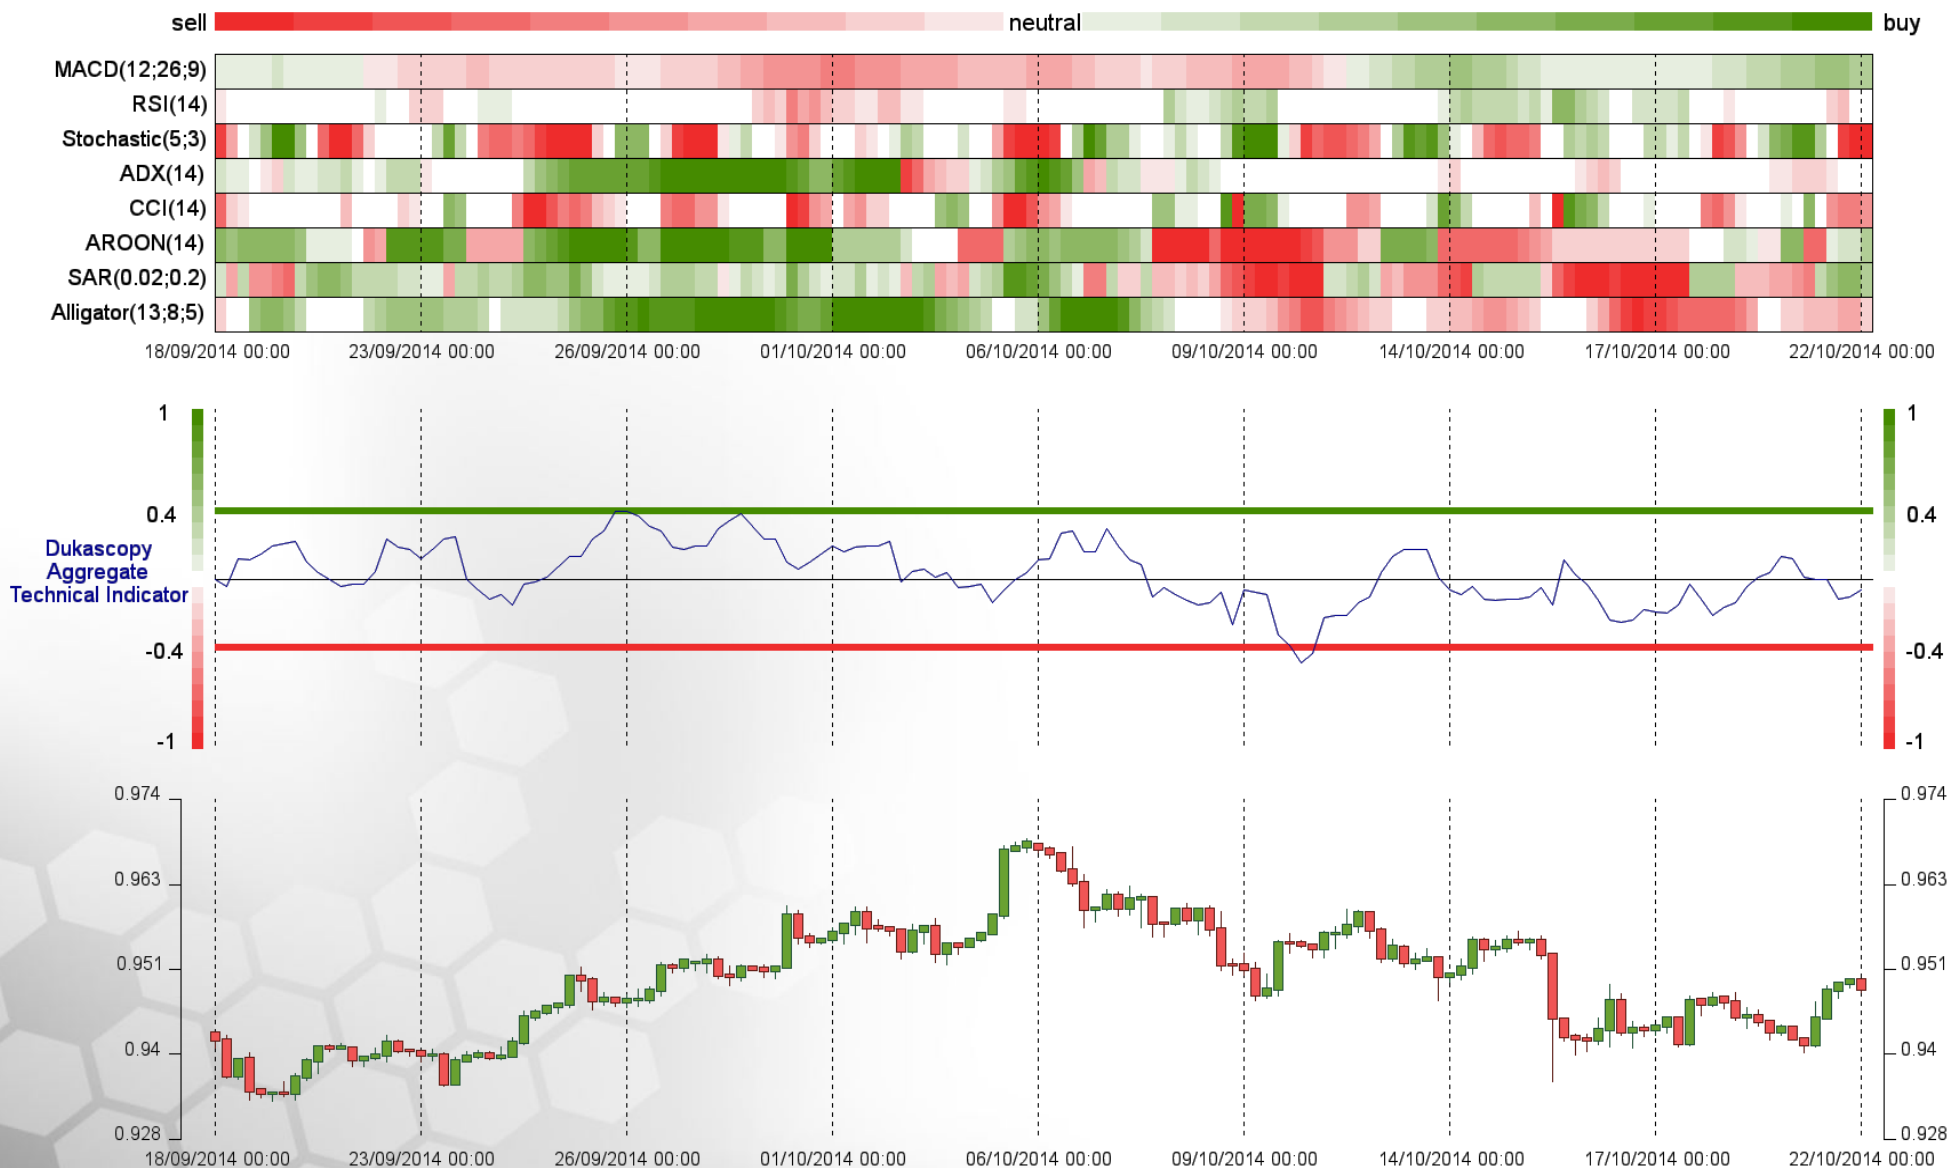 sell neutral buy
MACD(12;26;9)
RSI(14)
Stochastic(5;3)
ADX(14)
CCI(14)
AROON(14)
SAR(0.02;0.2)
Alligator(13;8;5)
18/09/2014 00:00 23/09/2014 00:00 26/09/2014 00:00 01/10/2014 00:00 06/10/2014 00:00 09/10/2014 00:00 14/10/2014 00:00 17/10/2014 00:00 22/10/2014 00:00
1 1
0.4 0.4
Dukascopy
Aggregate
Technical Indicator
-0.4 -0.4
-1 -1
0.974 0.974
0.963 0.963
0.951 0.951
0.94 0.94
0.928 0.928
18/09/2014 00:00 23/09/2014 00:00 26/09/2014 00:00 01/10/2014 00:00 06/10/2014 00:00 09/10/2014 00:00 14/10/2014 00:00 17/10/2014 00:00 22/10/2014 00:00